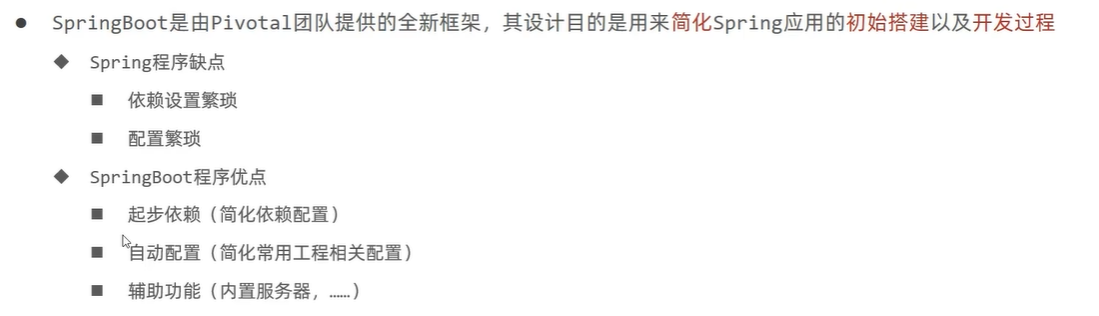 SpringBoot是由Pivotal团队提供的全新框架，其设计目的是用来简化Spring应用的初始搭建以及开发过程
Spring程序缺点
依赖设置繁琐
配置繁琐
SpringBoot程序优点
起步依赖（简化依赖配置）
自动配置（简化常用工程相关配置）
辅助功能（内置服务器，……）